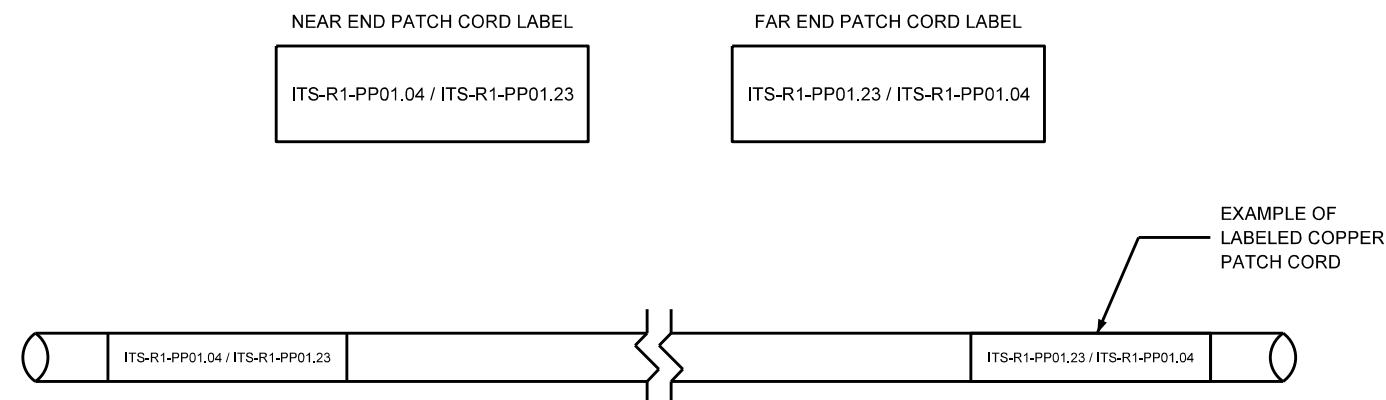 NEAR END PATCH CORD LABEL
FAR END PATCH CORD LABEL
ITS-R1-PP01.04 / ITS-R1-PP01.23
ITS-R1-PP01.23 / ITS-R1-PP01.04
EXAMPLE OF
LABELED COPPER
PATCH CORD
ITS-R1-PP01.04 / ITS-R1-PP01.23
ITS-R1-PP01.23 / ITS-R1-PP01.04